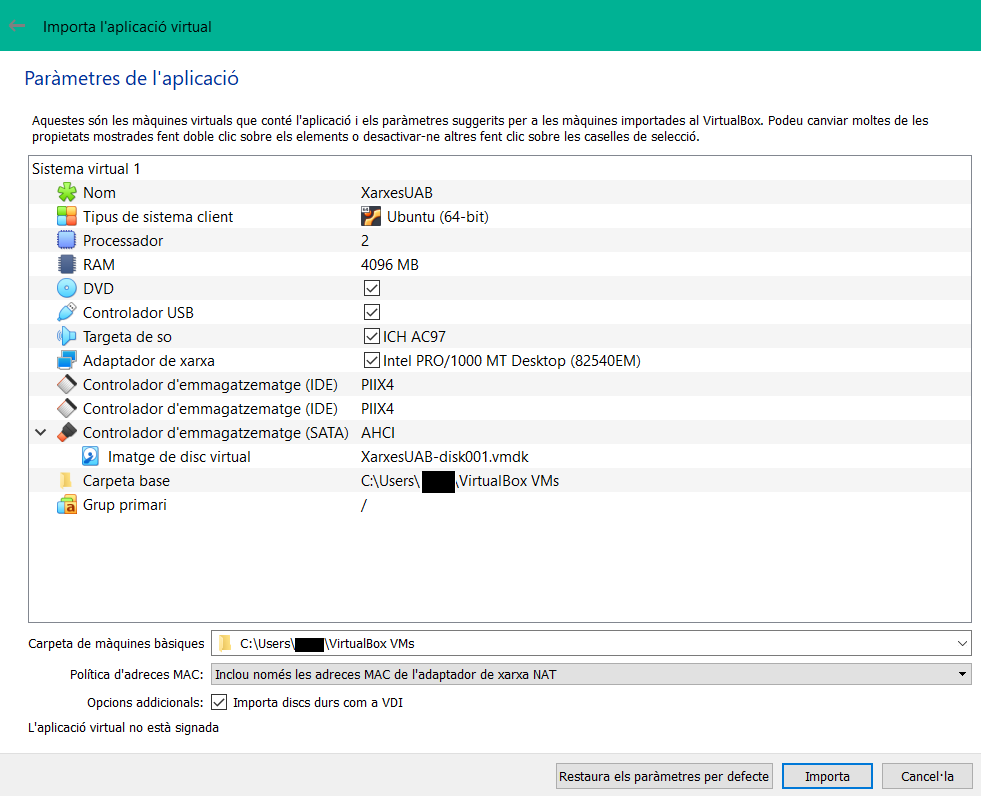 Importa l'aplicació virtual
Paràmetres de l'aplicació
Aquestes són les màquines virtuals que conté l'aplicació i els paràmetres suggerits per a les màquines importades al VirtualBox. Podeu canviar moltes de les
propietats mostrades fent doble clic sobre els elements o desactivar-ne altres fent clic sobre les caselles de selecció.
Sistema virtual 1
Nom XarxesUAB
Tipus de sistema client Ubuntu (64-bit)
Processador 2
RAM 4096 MB
DVD
Controlador USB
Targeta de so ICH AC97
Adaptador de xarxa Intel PRO/1000 MT Desktop (82540EM)
Controlador d'emmagatzematge (IDE) PIIX4
Controlador d'emmagatzematge (IDE) PIIX4
Controlador d'emmagatzematge (SATA) AHCI
Imatge de disc virtual XarxesUAB-disk001.vmdk
Carpeta base C:\Users\ \VirtualBox VMs
Grup primari /
Carpeta de màquines bàsiques C:\Users\ \VirtualBox VMs
Política d'adreces MAC: Inclou només les adreces MAC de l'adaptador de xarxa NAT
Opcions addicionals: Importa discs durs com a VDI
L'aplicació virtual no està signada
Restaura els paràmetres per defecte Importa Cancel·la